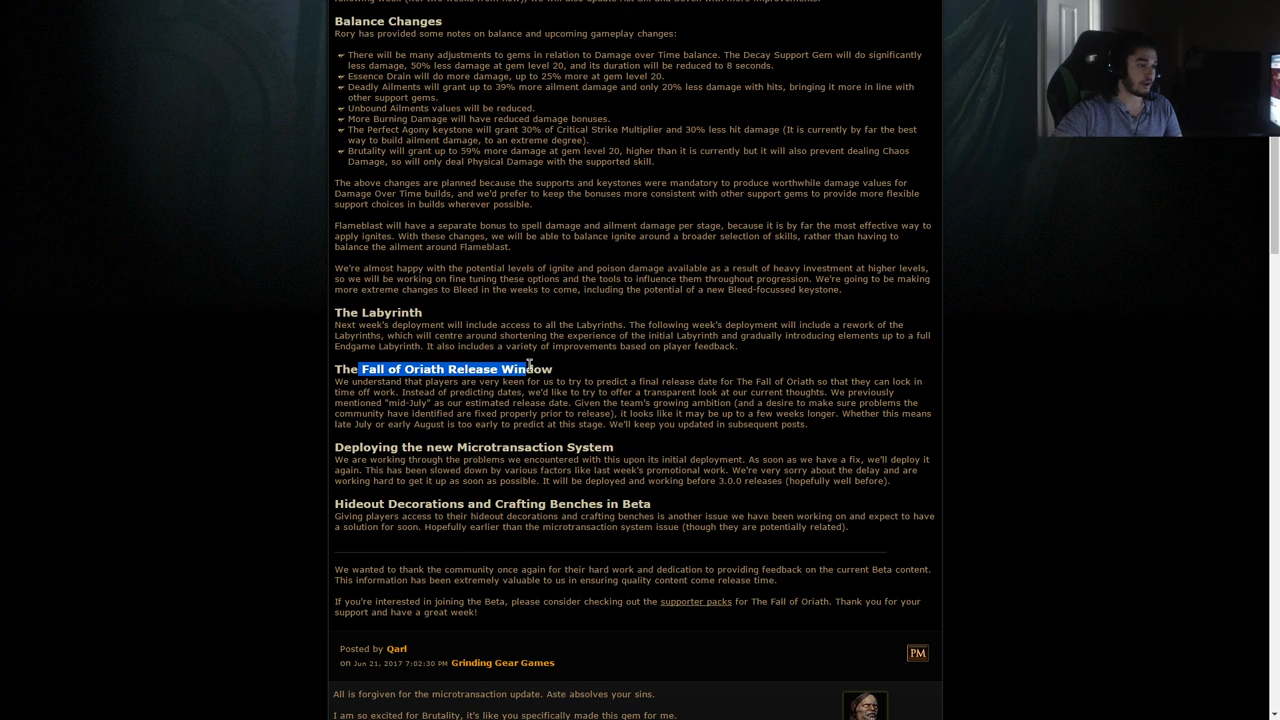 Balance Changes
Rory has provided some notes on balance and upcoming gameplay changes:
There will be many adjustments to gems in relation to Damage over Time balance. The Decay Support Gem will do significantly
less damage, 50% less damage at gem level 20, and its duration will be reduced to 8 seconds.
Essence Drain will do more damage, up to 25% more at gem level 20.
Deadly Ailments will grant up to 39% more ailment damage and only 20% less damage with hits, bringing it more in line with
other support gems.
Unbound Ailments values will be reduced.
More Burning Damage will have reduced damage bonuses.
The Perfect Agony keystone will grant 30% of Critical Strike Multiplier and 30% less hit damage (It is currently by far the best
way to build ailment damage, to an extreme degree).
Brutality will grant up to 59% more damage at gem level 20, higher than it is currently but it will also prevent dealing Chaos
Damage, so will only deal Physical Damage with the supported skill.
The above changes are planned because the supports and keystones were mandatory to produce worthwhile damage values for
Damage Over Time builds, and we'd prefer to keep the bonuses more consistent with other support gems to provide more flexible
support choices in builds wherever possible.
Flameblast will have a separate bonus to spell damage and ailment damage per stage, because it is by far the most effective way to
apply ignites. With these changes, we will be able to balance ignite around a broader selection of skills, rather than having to
balance the ailment around Flameblast.
We're almost happy with the potential levels of ignite and poison damage available as a result of heavy investment at higher levels,
so we will be working on fine tuning these options and the tools to influence them throughout progression. We're going to be making
more extreme changes to Bleed in the weeks to come, including the potential of a new Bleed-focussed keystone.
The Labyrinth
Next week's deployment will include access to all the Labyrinths. The following week's deployment will include a rework of the
Labyrinths, which will centre around shortening the experience of the initial Labyrinth and gradually introducing elements up to a full
Endgame Labyrinth. It also includes a variety of improvements based on player feedback.
The Fall of Oriath Release Window
We understand that players are very keen for us to try to predict a final release date for The Fall of Oriath so that they can lock in
time off work. Instead of predicting dates, we'd like to try to offer a transparent look at our current thoughts. We previously
mentioned "mid-July" as our estimated release date. Given the team's growing ambition (and a desire to make sure problems the
community have identified are fixed properly prior to release), it looks like it may be up to a few weeks longer. Whether this means
late July or early August is too early to predict at this stage. We'll keep you updated in subsequent posts.
Deploying the new Microtransaction System
We are working through the problems we encountered with this upon its initial deployment. As soon as we have a fix, we'll deploy it
again. This has been slowed down by various factors like last week's promotional work. We're very sorry about the delay and are
working hard to get it up as soon as possible. It will be deployed and working before 3.0.0 releases (hopefully well before).
Hideout Decorations and Crafting Benches in Beta
Giving players access to their hideout decorations and crafting benches is another issue we have been working on and expect to have
a solution for soon. Hopefully earlier than the microtransaction system issue (though they are potentially related).
We wanted to thank the community once again for their hard work and dedication to providing feedback on the current Beta content.
This information has been extremely valuable to us in ensuring quality content come release time.
If you're interested in joining the Beta, please consider checking out the supporter packs for The Fall of Oriath. Thank you for your
support and have a great week!
Posted by Qarl
on Jun 21, 2017 7:02:30 PM Grinding Gear Games
PM
All is forgiven for the microtransaction update. Aste absolves your sins.
I am so excited for Brutality, it's like you specifically made this gem for me.